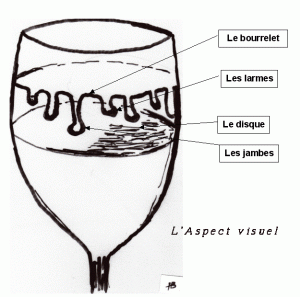 Le bourrelet
Les larmes
Le disque
Les jambes
L'Aspect visuel